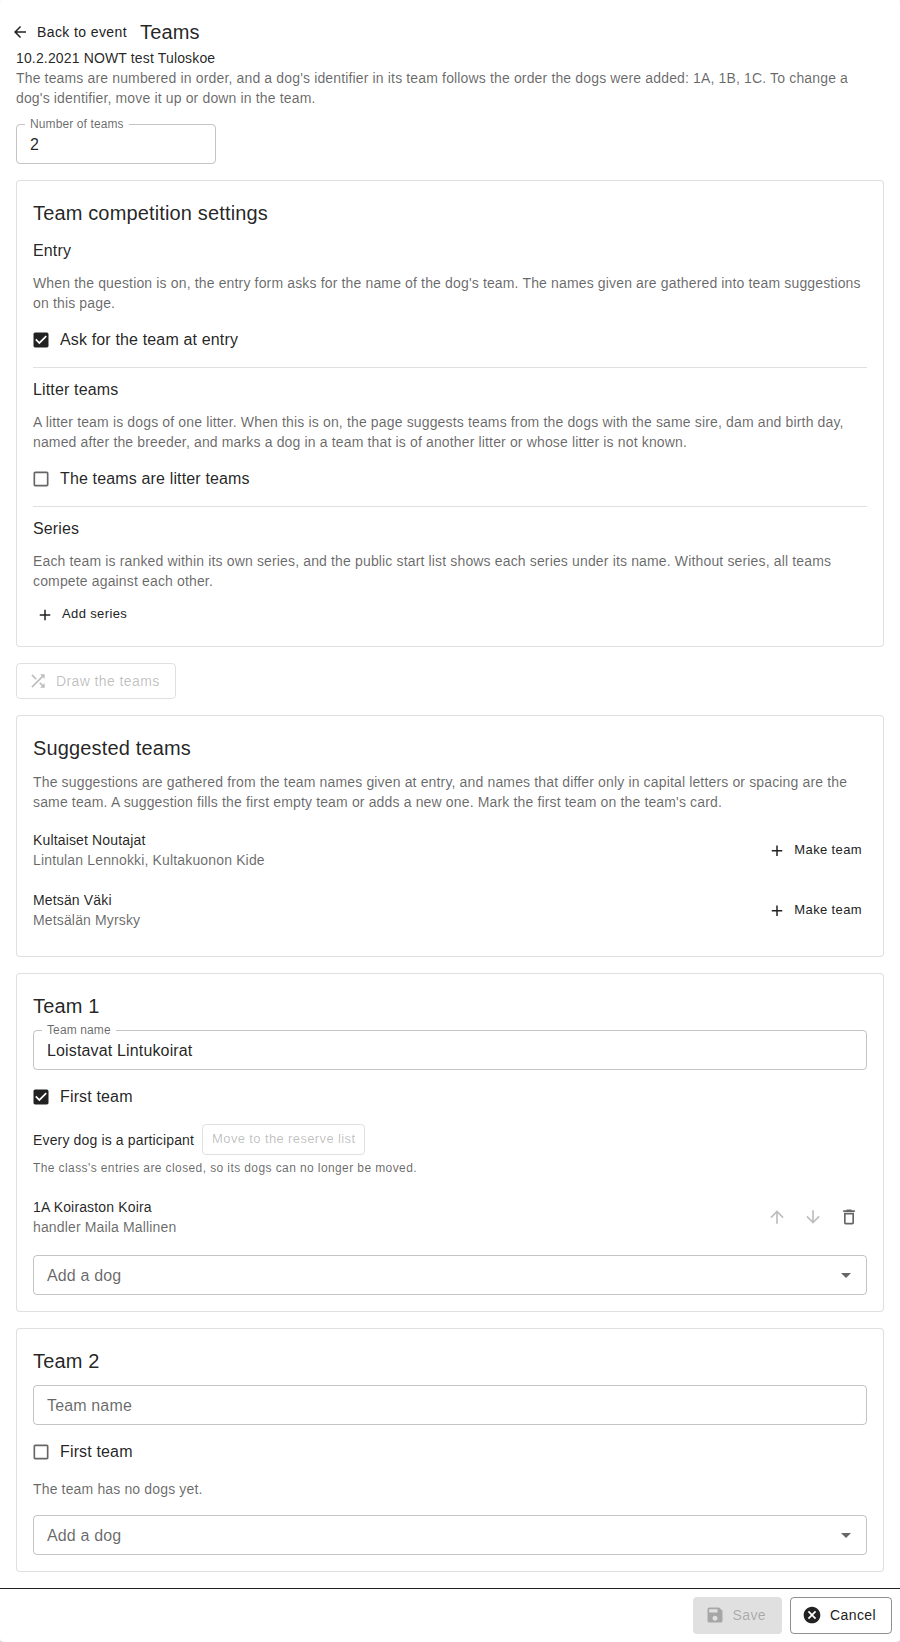 Back to event Teams
10.2.2021 NOWT test Tuloskoe
The teams are numbered in order, and a dog's identifier in its team follows the order the dogs were added: 1A, 1B, 1C. To change a
dog's identifier, move it up or down in the team.
Number of teams
2
Team competition settings
Entry
When the question is on, the entry form asks for the name of the dog's team. The names given are gathered into team suggestions
on this page.
Ask for the team at entry
Litter teams
A litter team is dogs of one litter. When this is on, the page suggests teams from the dogs with the same sire, dam and birth day,
named after the breeder, and marks a dog in a team that is of another litter or whose litter is not known.
The teams are litter teams
Series
Each team is ranked within its own series, and the public start list shows each series under its name. Without series, all teams
compete against each other.
Add series
Draw the teams
Suggested teams
The suggestions are gathered from the team names given at entry, and names that differ only in capital letters or spacing are the
same team. A suggestion fills the first empty team or adds a new one. Mark the first team on the team's card.
Kultaiset Noutajat
Lintulan Lennokki, Kultakuonon Kide
Make team
Metsän Väki
Metsälän Myrsky
Make team
Team 1
Team name
Loistavat Lintukoirat
First team
Every dog is a participant Move to the reserve list
The class's entries are closed, so its dogs can no longer be moved.
1A Koiraston Koira
handler Maila Mallinen
Add a dog
Team 2
Team name
First team
The team has no dogs yet.
Add a dog
Save Cancel